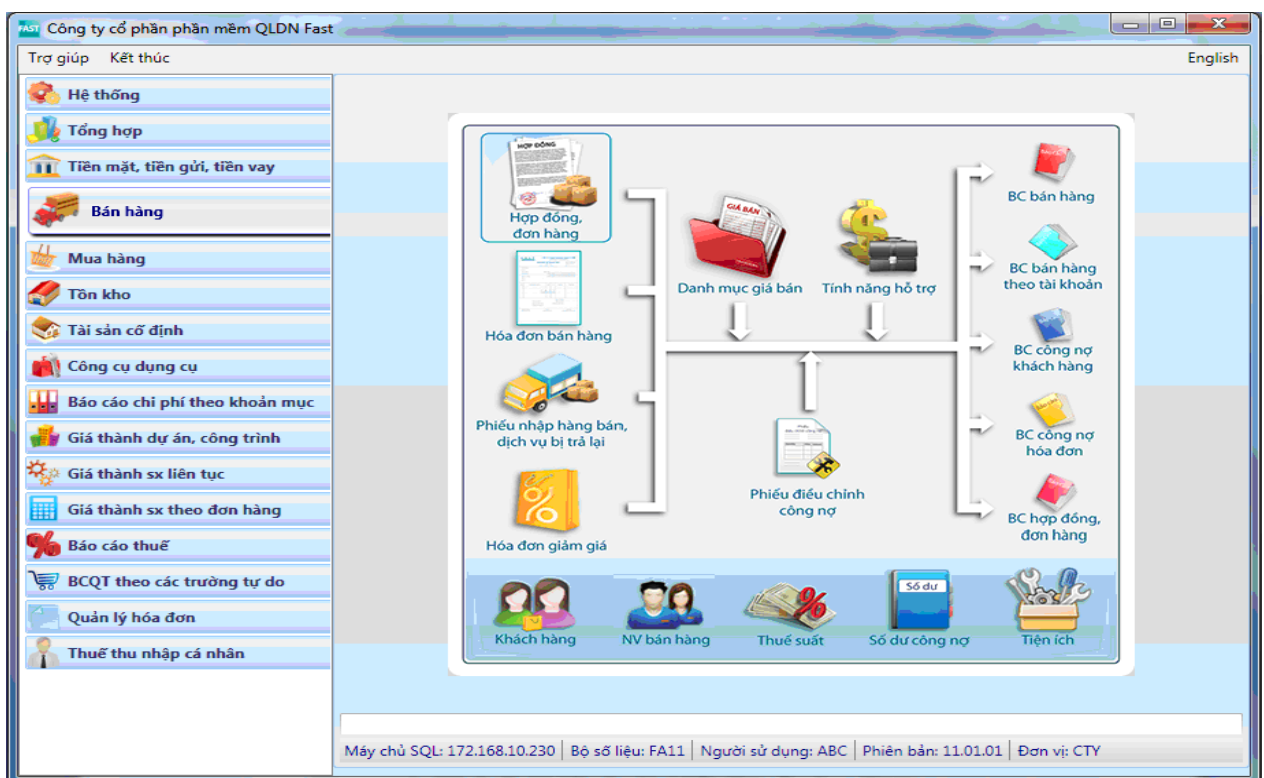 FAST Công ty cổ phần phần mềm QLDN Fast
Trợ giúp Kết thúc
English
Hệ thống
Tổng hợp
Tiền mặt, tiền gửi, tiền vay
Bán hàng
Mua hàng
Tồn kho
Tài sản cố định
Công cụ dụng cụ
Báo cáo chi phí theo khoản mục
Giá thành dự án, công trình
Giá thành sx liên tục
Giá thành sx theo đơn hàng
Báo cáo thuế
BCQT theo các trường tự do
Quản lý hóa đơn
Thuế thu nhập cá nhân
HỢP ĐỒNG
Hợp đồng,
đơn hàng
Hóa đơn bán hàng
Phiếu nhập hàng bán,
dịch vụ bị trả lại
Hóa đơn giảm giá
GIÁ BÁN
Danh mục giá bán
Tính năng hỗ trợ
Phiếu điều chỉnh
công nợ
BC bán hàng
BC bán hàng
theo tài khoản
BC công nợ
khách hàng
BC công nợ
hóa đơn
BC hợp đồng,
đơn hàng
Khách hàng
NV bán hàng
Thuế suất
Số dư
Số dư công nợ
Tiện ích
Máy chủ SQL: 172.168.10.230 Bộ số liệu: FA11 Người sử dụng: ABC Phiên bản: 11.01.01 Đơn vị: CTY